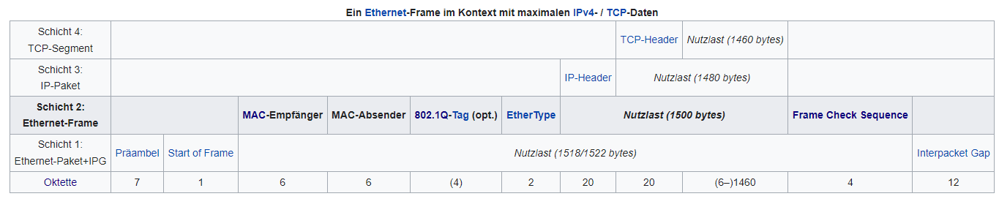 Ein Ethernet-Frame im Kontext mit maximalen IPv4- / TCP-Daten
Schicht 4:
TCP-Segment
TCP-Header
Nutzlast (1460 bytes)
Schicht 3:
IP-Paket
IP-Header
Nutzlast (1480 bytes)
Schicht 2:
Ethernet-Frame
MAC-Empfänger
MAC-Absender
802.1Q-Tag (opt.)
EtherType
Nutzlast (1500 bytes)
Frame Check Sequence
Schicht 1:
Ethernet-Paket+IPG
Präambel
Start of Frame
Nutzlast (1518/1522 bytes)
Interpacket Gap
Oktette
7
1
6
6
(4)
2
20
20
(6–)1460
4
12